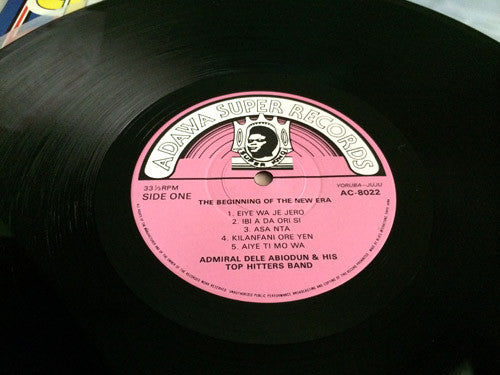 ADAWA SUPER RECORDS
33⅓RPM
SIDE ONE
YORUBA-JUJU
AC-8022
THE BEGINNING OF THE NEW ERA
1. EIYE WA JE JERO
2. IBI A DA ORI SI
3. ASA NTA
4. KILANFANI ORE YEN
5. AIYE TI MO WA
ADMIRAL DELE ABIODUN & HIS
TOP HITTERS BAND